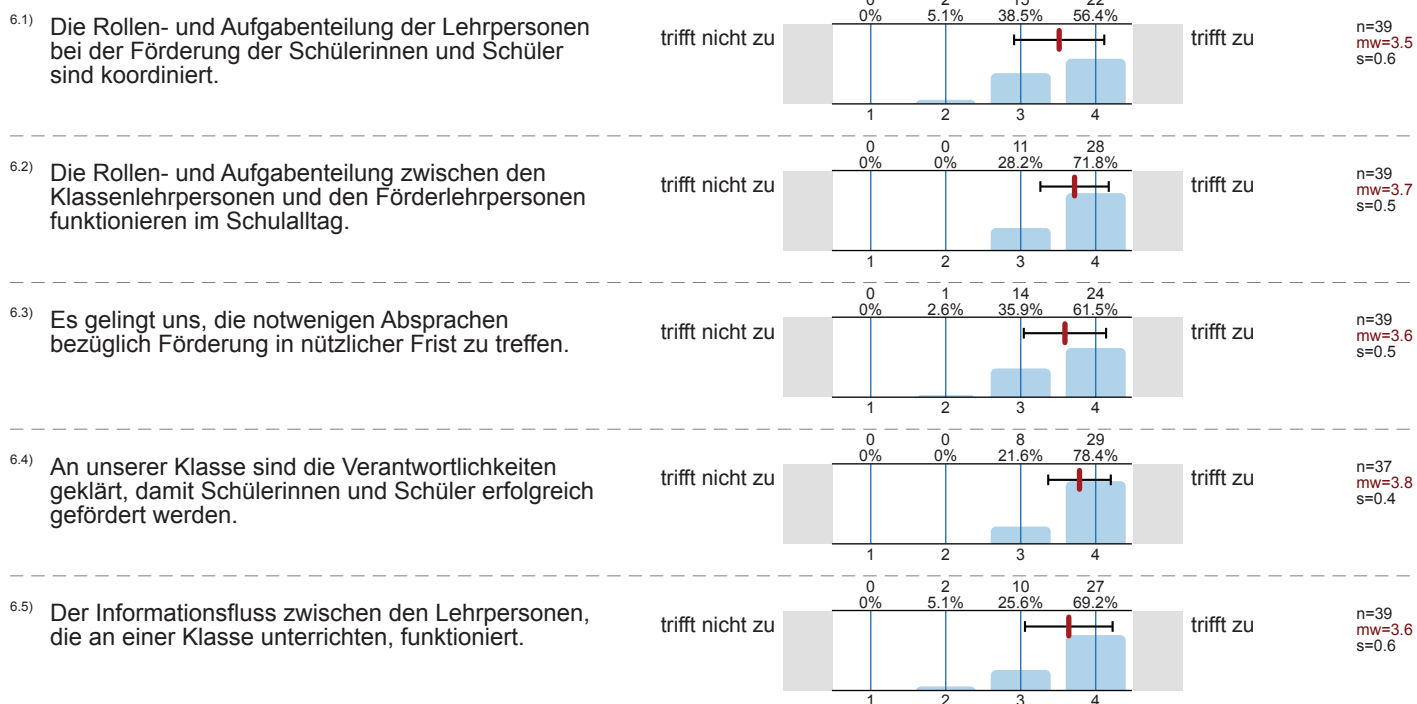 0 2 15 22
0% 5.1% 38.5% 56.4%
6.1) Die Rollen- und Aufgabenteilung der Lehrpersonen
bei der Förderung der Schülerinnen und Schüler
sind koordiniert.
trifft nicht zu
trifft zu
n=39
mw=3.5
s=0.6
1 2 3 4
0 0 11 28
0% 0% 28.2% 71.8%
6.2) Die Rollen- und Aufgabenteilung zwischen den
Klassenlehrpersonen und den Förderlehrpersonen
funktionieren im Schulalltag.
trifft nicht zu
trifft zu
n=39
mw=3.7
s=0.5
1 2 3 4
0 1 14 24
0% 2.6% 35.9% 61.5%
6.3) Es gelingt uns, die notwenigen Absprachen
bezüglich Förderung in nützlicher Frist zu treffen.
trifft nicht zu
trifft zu
n=39
mw=3.6
s=0.5
1 2 3 4
0 0 8 29
0% 0% 21.6% 78.4%
6.4) An unserer Klasse sind die Verantwortlichkeiten
geklärt, damit Schülerinnen und Schüler erfolgreich
gefördert werden.
trifft nicht zu
trifft zu
n=37
mw=3.8
s=0.4
1 2 3 4
0 2 10 27
0% 5.1% 25.6% 69.2%
6.5) Der Informationsfluss zwischen den Lehrpersonen,
die an einer Klasse unterrichten, funktioniert.
trifft nicht zu
trifft zu
n=39
mw=3.6
s=0.6
1 2 3 4